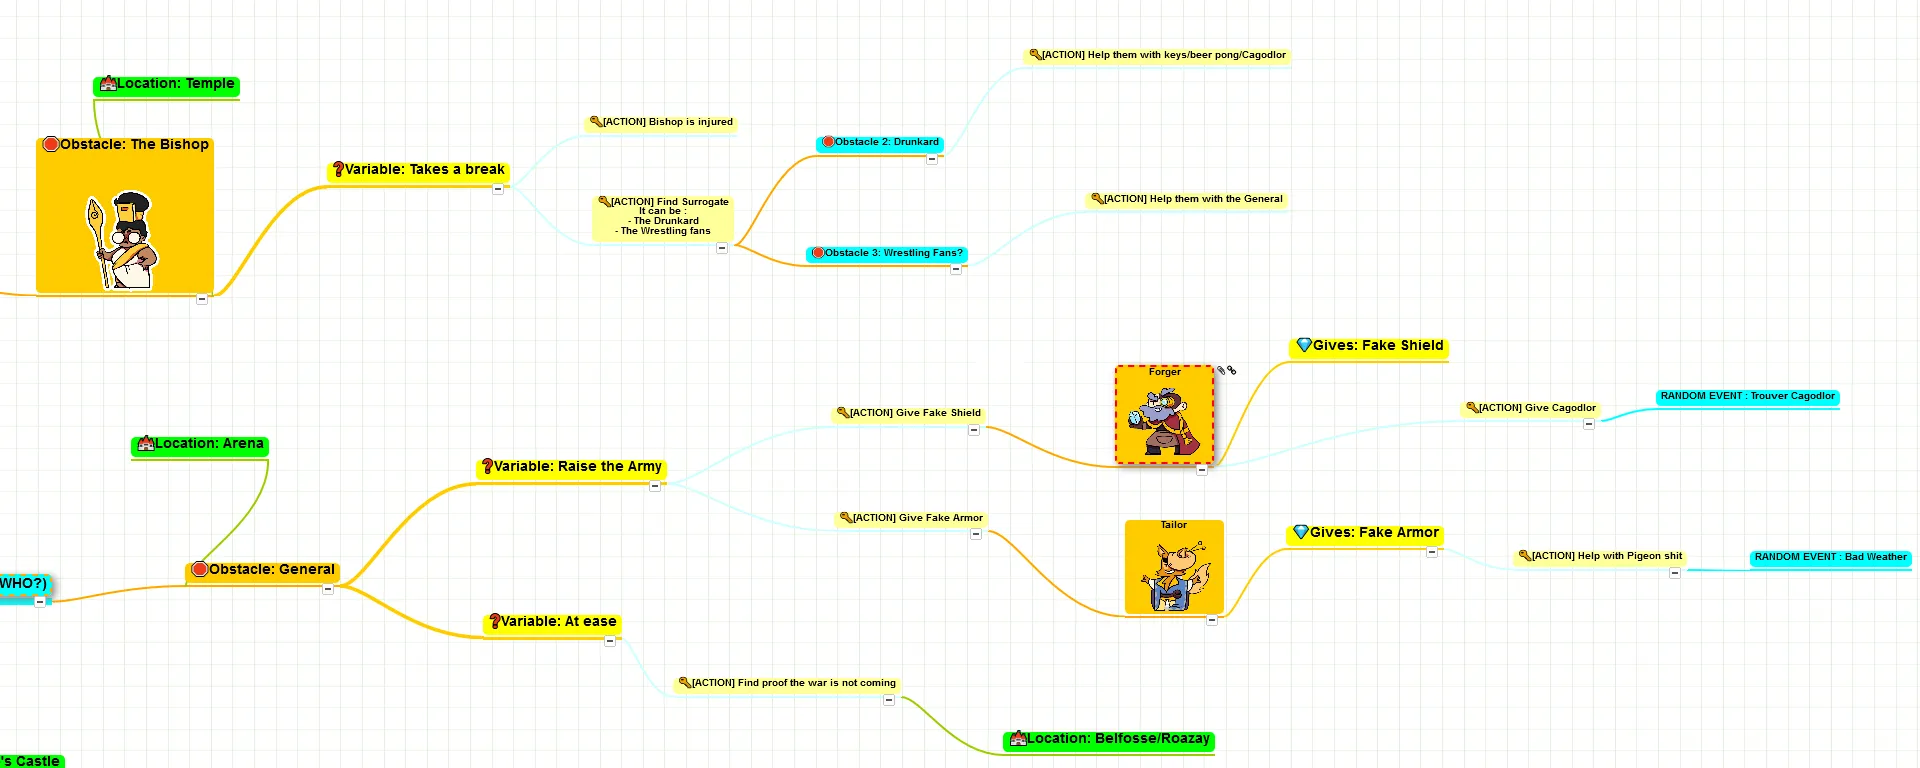 Location: Temple
Obstacle: The Bishop
Variable: Takes a break
[ACTION] Bishop is injured
[ACTION] Find Surrogate
It can be :
- The Drunkard
- The Wrestling fans
Obstacle 2: Drunkard
[ACTION] Help them with keys/beer pong/Cagodlor
Obstacle 3: Wrestling Fans?
[ACTION] Help them with the General
Location: Arena
WHO?)
Obstacle: General
Variable: Raise the Army
[ACTION] Give Fake Shield
Forger
Gives: Fake Shield
[ACTION] Give Cagodlor
RANDOM EVENT : Trouver Cagodlor
[ACTION] Give Fake Armor
Tailor
Gives: Fake Armor
[ACTION] Help with Pigeon shit
RANDOM EVENT : Bad Weather
Variable: At ease
[ACTION] Find proof the war is not coming
Location: Belfosse/Roazay
's Castle